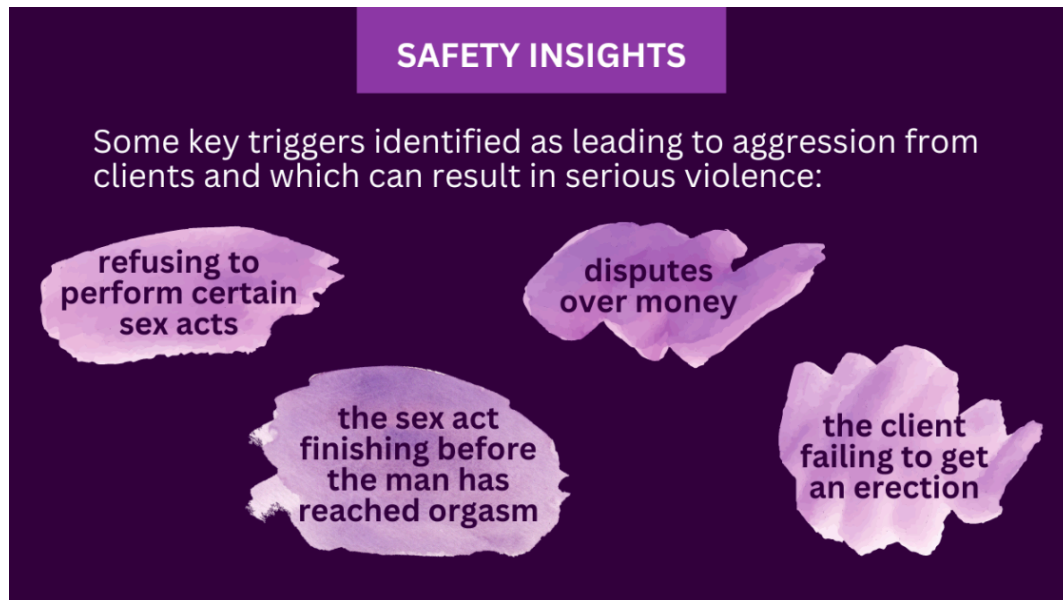 SAFETY INSIGHTS
Some key triggers identified as leading to aggression from
clients and which can result in serious violence:
refusing to
perform certain
sex acts
disputes
over money
the sex act
finishing before
the man has
reached orgasm
the client
failing to get
an erection